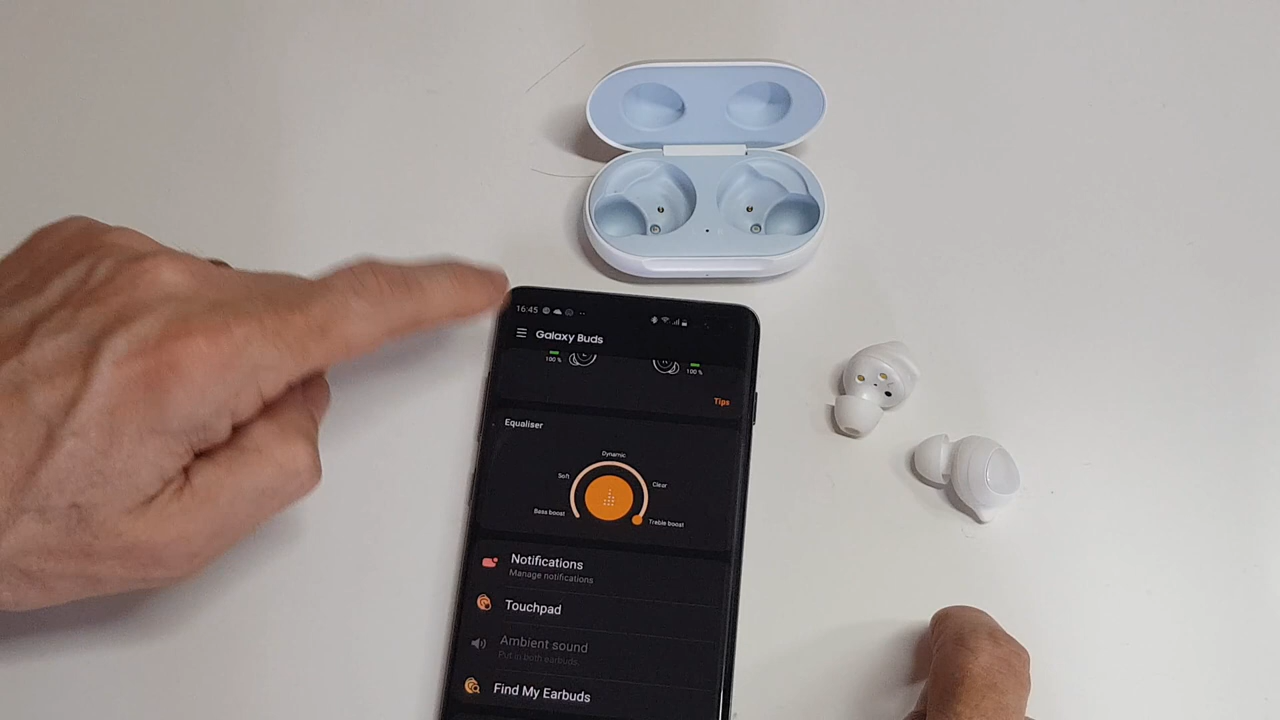 16:45
Galaxy Buds
100 %
100 %
Tips
Equaliser
Dynamic
Soft
Clear
Bass boost
Treble boost
Notifications
Manage notifications
Touchpad
Ambient sound
Put in both earbuds.
Find My Earbuds